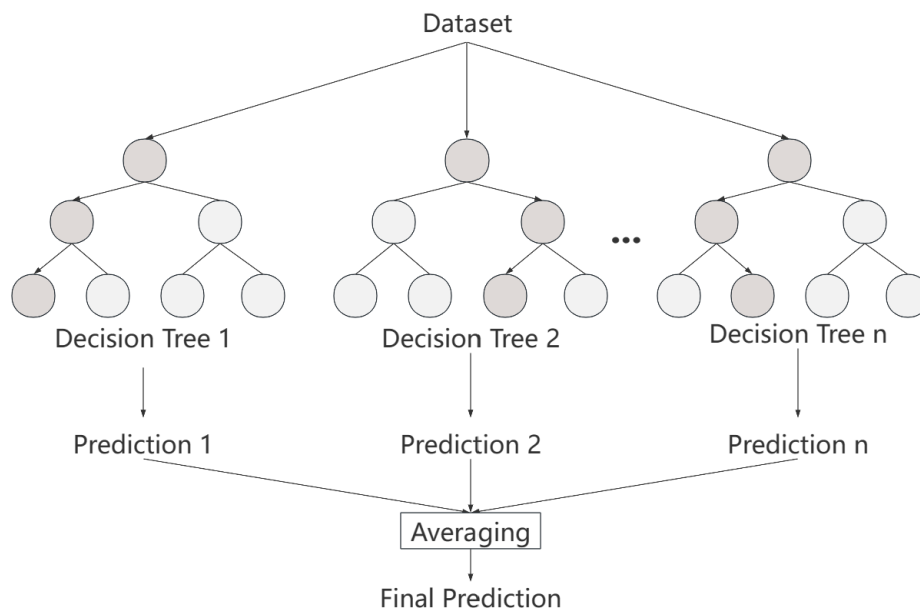 Dataset
...
Decision Tree 1
Decision Tree 2
Decision Tree n
Prediction 1
Prediction 2
Prediction n
Averaging
Final Prediction